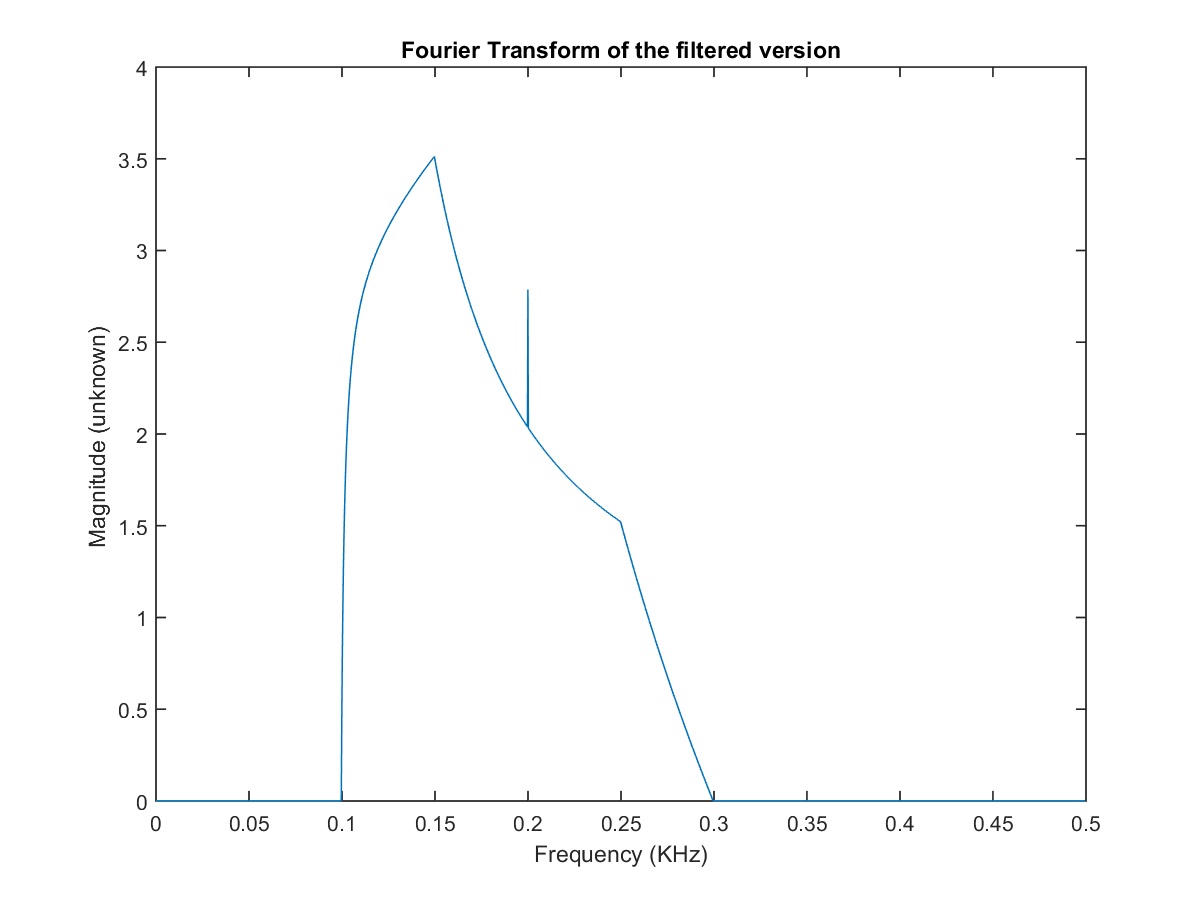 Fourier Transform of the filtered version
4
3.5
3
2.5
2
1.5
1
0.5
0
Magnitude (unknown)
0 0.05 0.1 0.15 0.2 0.25 0.3 0.35 0.4 0.45 0.5
Frequency (KHz)